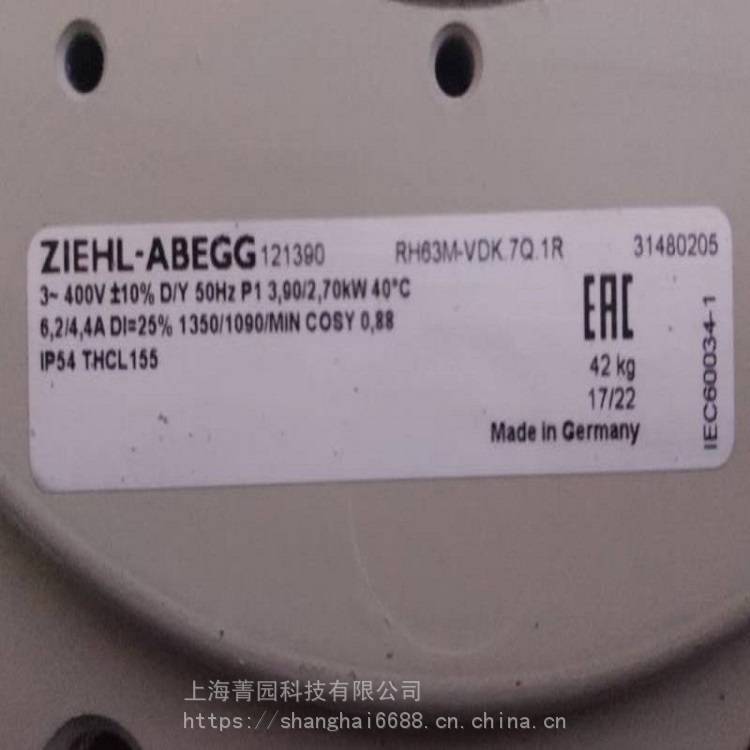 ZIEHL-ABEGG 121390 RH63M-VDK.7Q.1R 31480205
3~ 400V ±10% D/Y 50Hz P1 3,90/2,70kW 40°C
6,2/4,4A DI=25% 1350/1090/MIN COSY 0,88
IP54 THCL155
EAC
42 kg
17/22
Made in Germany
IEC60034-1
上海菁园科技有限公司
https://shanghai6688.cn.china.cn/